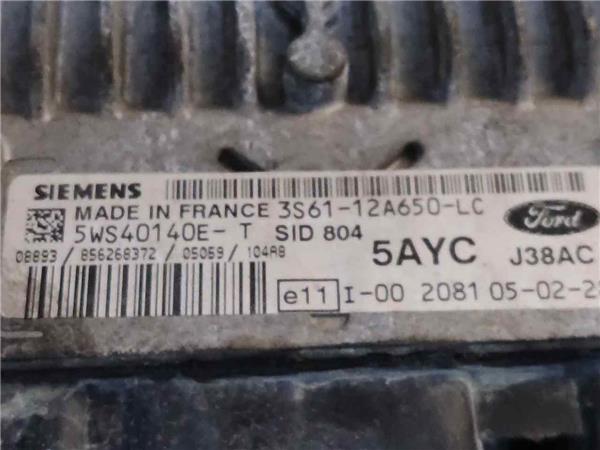 SIEMENS
MADE IN FRANCE 3S61-12A650-LC
5WS40140E-T SID 804
Ford
5AYC J38AC
08893/ 856268372 /05059/ 104AB
e11 I-00 2081 05-02-2